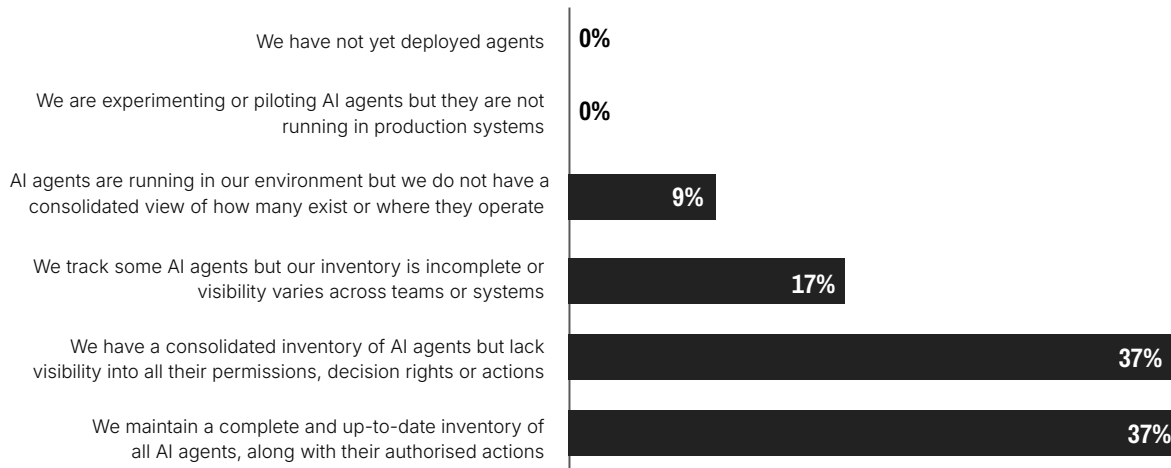 We have not yet deployed agents
0%
We are experimenting or piloting AI agents but they are not
running in production systems
0%
AI agents are running in our environment but we do not have a
consolidated view of how many exist or where they operate
9%
We track some AI agents but our inventory is incomplete or
visibility varies across teams or systems
17%
We have a consolidated inventory of AI agents but lack
visibility into all their permissions, decision rights or actions
37%
We maintain a complete and up-to-date inventory of
all AI agents, along with their authorised actions
37%